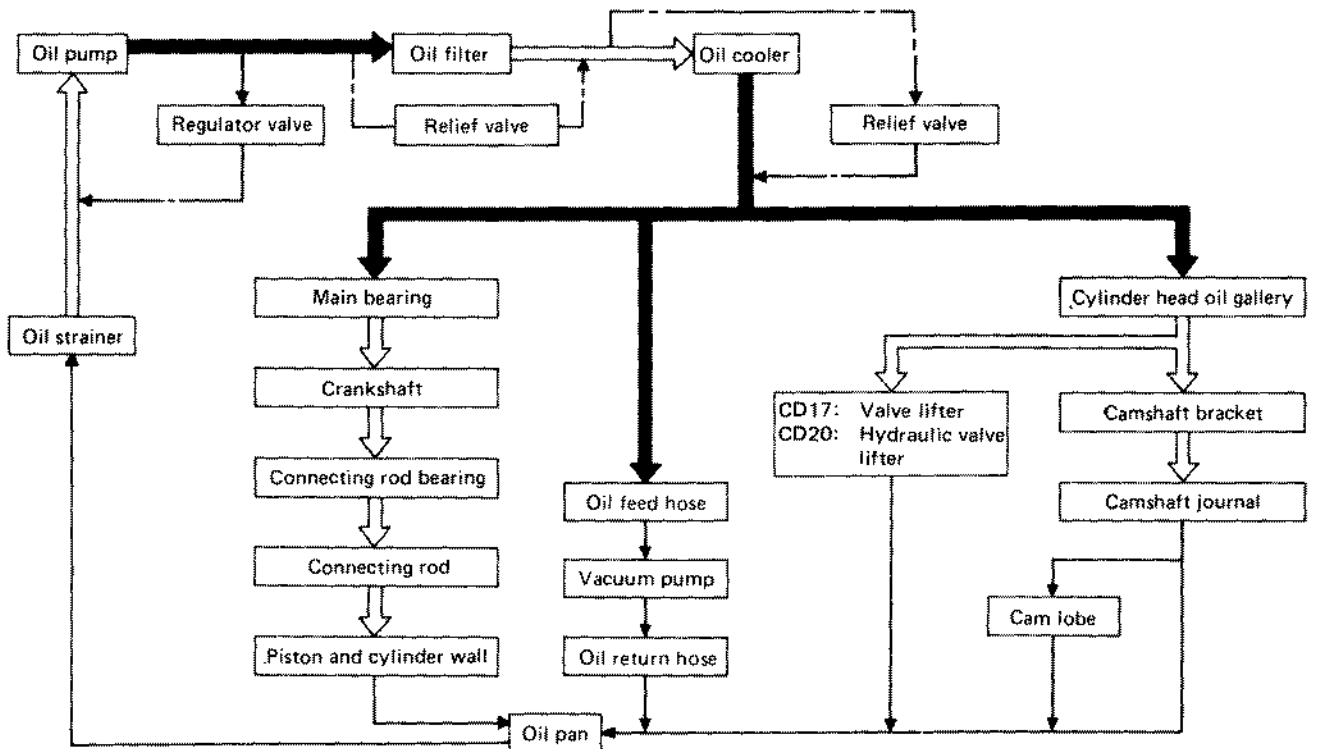 Oil pump
Oil filter
Oil cooler
Regulator valve
Relief valve
Relief valve
Main bearing
Cylinder head oil gallery
Oil strainer
Crankshaft
CD17: Valve lifter
CD20: Hydraulic valve
lifter
Camshaft bracket
Connecting rod bearing
Oil feed hose
Camshaft journal
Connecting rod
Vacuum pump
Cam lobe
Piston and cylinder wall
Oil return hose
Oil pan